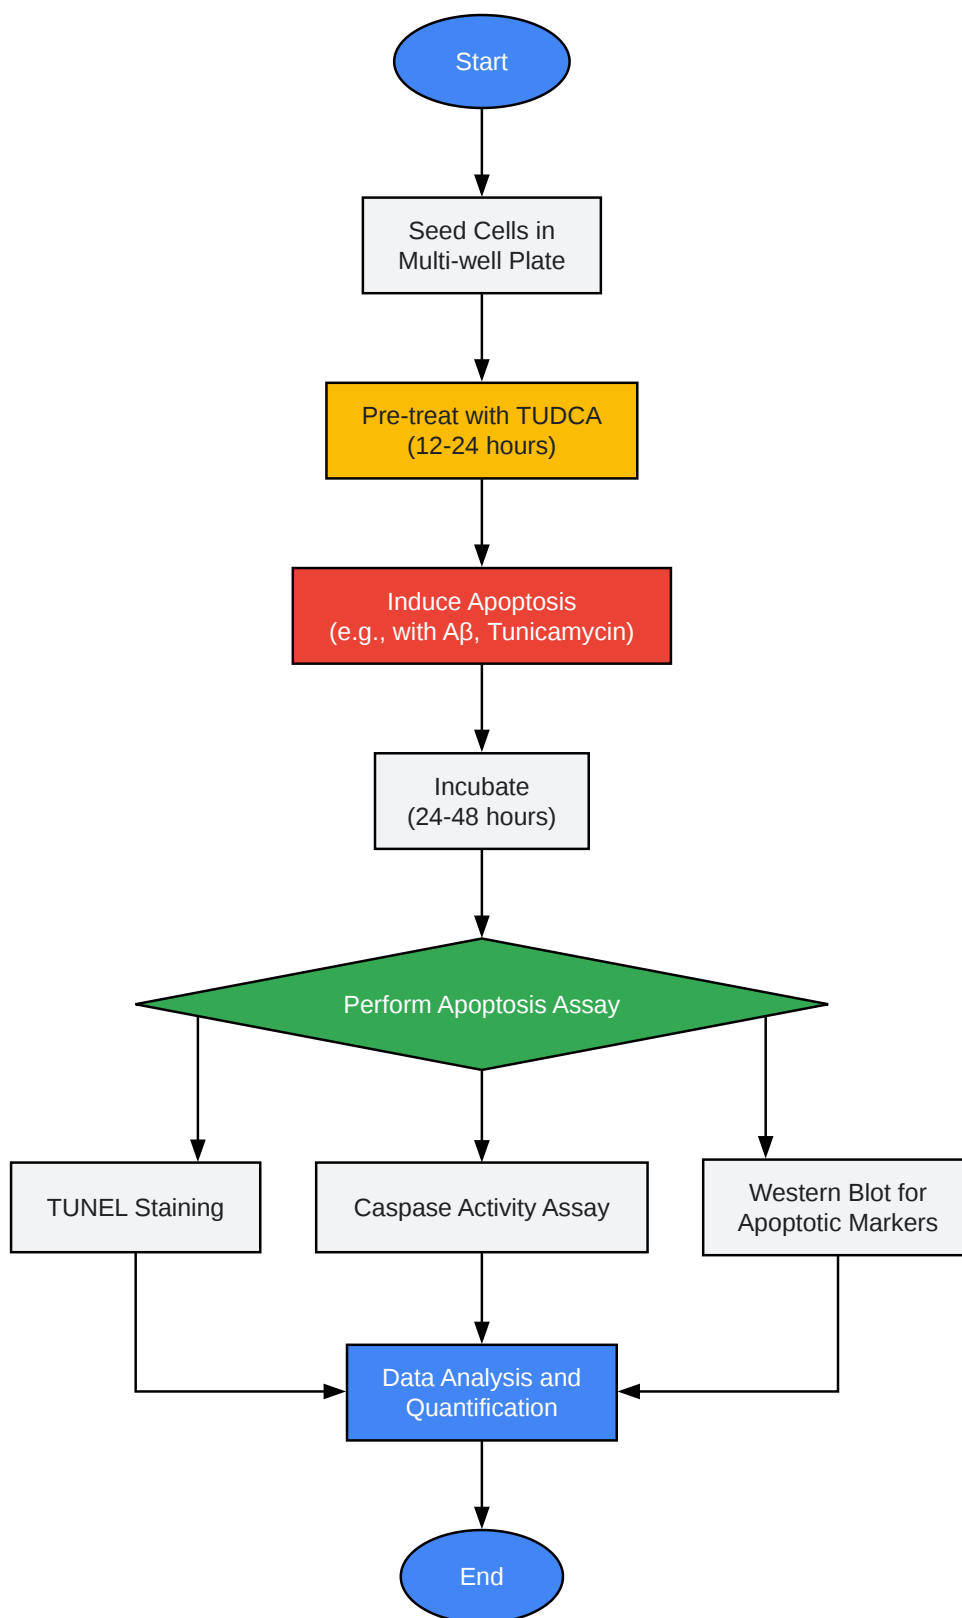 Start
Seed Cells in
Multi-well Plate
Pre-treat with TUDCA
(12-24 hours)
Induce Apoptosis
(e.g., with Aβ, Tunicamycin)
Incubate
(24-48 hours)
Perform Apoptosis Assay
TUNEL Staining
Caspase Activity Assay
Western Blot for
Apoptotic Markers
Data Analysis and
Quantification
End